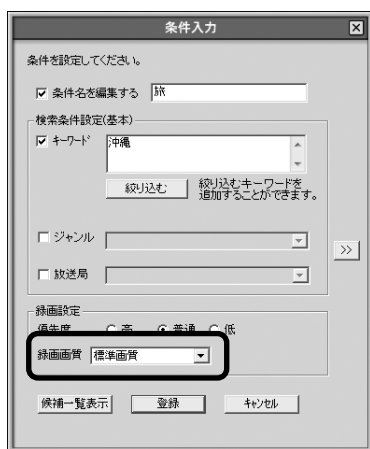 条件入力
条件を設定してください。
条件名を編集する 旅
検索条件設定(基本)
キーワード 沖縄
絞り込む 絞り込むキーワードを
追加することができます。
ジャンル
>>
放送局
録画設定
優先度 高 普通 低
録画画質 標準画質
候補一覧表示 登録 キャンセル